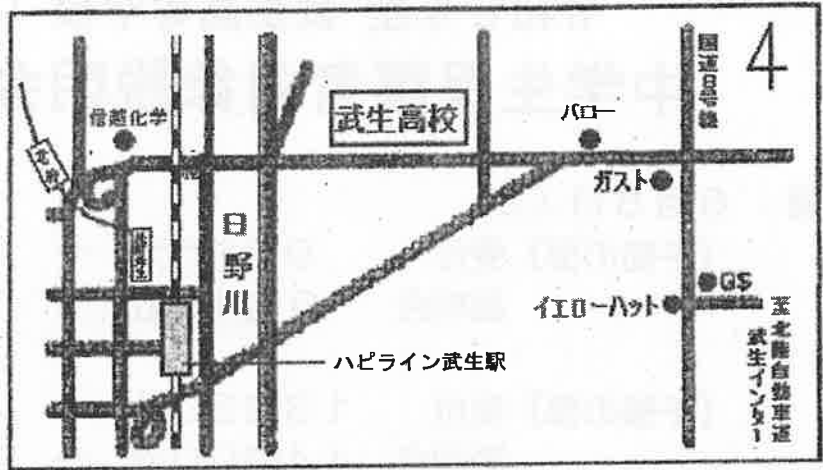 国道8号線
4
武生高校
バロー
信越化学
ガスト
日野川
GS
イエローハット
至北陸自動車道
武生インター
ハピライン武生駅